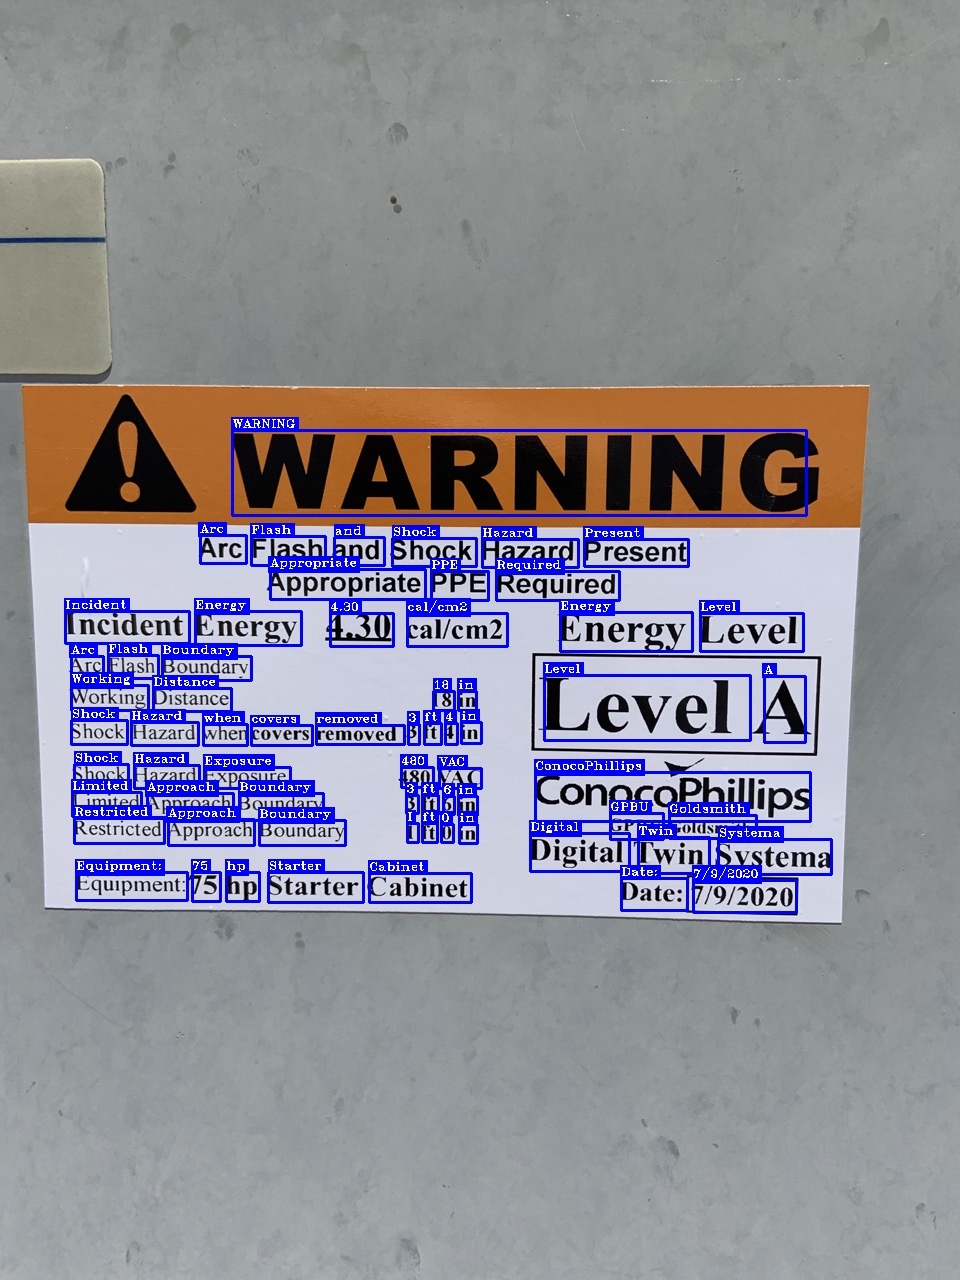 WARNING
Arc Flash and Shock Hazard Present
Appropriate PPE Required
Incident Energy 4.30 cal/cm2
Energy Level
Arc Flash Boundary
Working Distance 18 in
Level A
Shock Hazard when covers removed 3 ft 4 in
Shock Hazard Exposure 480 VAC
ConocoPhillips
Limited Approach Boundary 3 ft 6 in
GPBU Goldsmith
Restricted Approach Boundary 1 ft 0 in
Digital Twin Systema
Equipment: 75 hp Starter Cabinet
Date: 7/9/2020